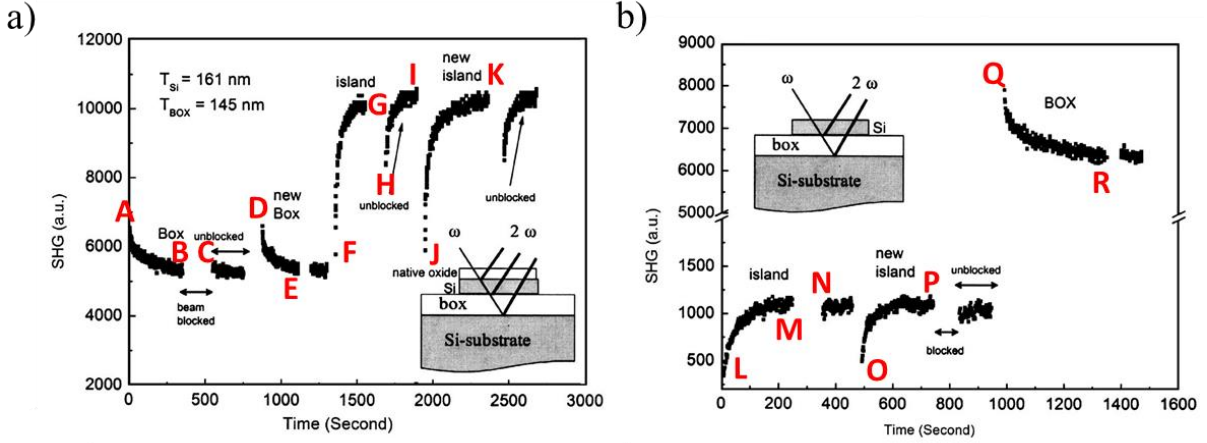 a)
12000
10000
8000
6000
4000
2000
SHG (a.u.)
T_Si = 161 nm
T_BOX = 145 nm
island
new
island
I
K
G
H
unblocked
unblocked
A
D
new
Box
Box
unblocked
B
C
E
F
J
beam
blocked
ω
2 ω
native oxide
Si
box
Si-substrate
0
500
1000
1500
2000
2500
3000
Time (Second)
b)
9000
8000
7000
6000
5000
1500
1000
500
SHG (a.u.)
Q
BOX
R
ω
2 ω
Si
box
Si-substrate
island
N
new
island
P
unblocked
M
L
O
blocked
0
200
400
600
800
1000
1200
1400
1600
Time (Second)